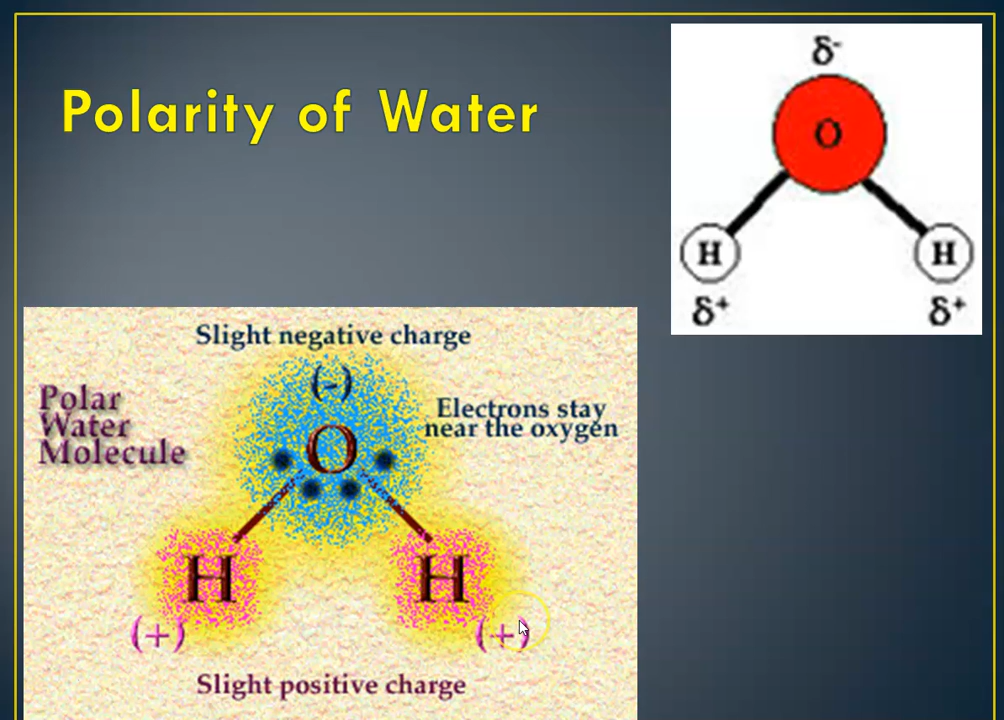 Polarity of Water
δ-
O
H H
δ+ δ+
Slight negative charge
(-)
Polar
Water
Molecule
Electrons stay
near the oxygen
O
H H
(+) (+)
Slight positive charge